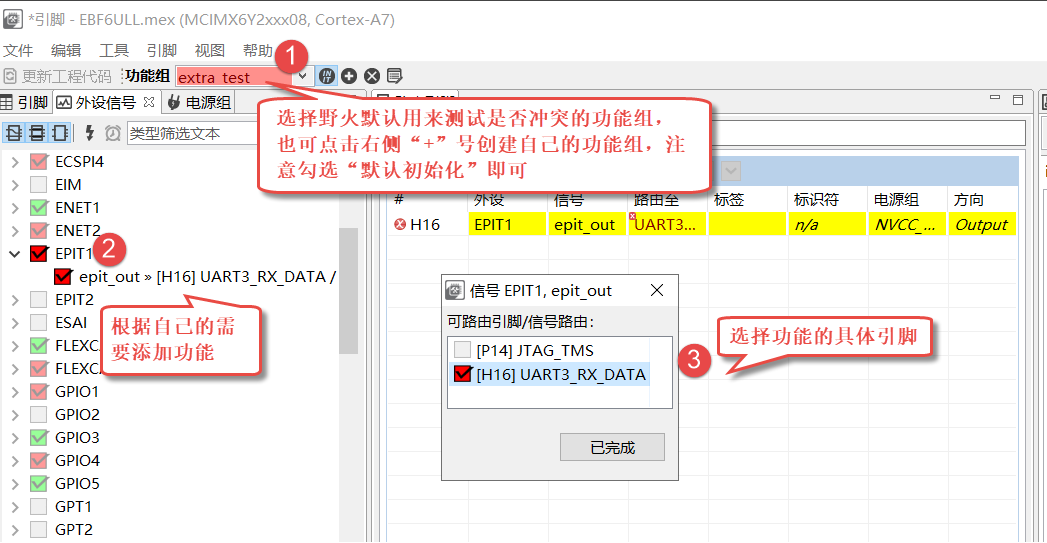 *引脚 - EBF6ULL.mex (MCIMX6Y2xxx08, Cortex-A7)
文件 编辑 工具 引脚 视图 帮助
1
更新工程代码 功能组 extra_test
引脚 外设信号 电源组
选择野火默认用来测试是否冲突的功能组，
也可点击右侧“+”号创建自己的功能组，注
意勾选“默认初始化”即可
类型筛选文本
ECSPI4
EIM
ENET1
ENET2
EPIT1
2
epit_out » [H16] UART3_RX_DATA /
EPIT2
ESAI
FLEXC
FLEXC
GPIO1
GPIO2
GPIO3
GPIO4
GPIO5
GPT1
GPT2
根据自己的需
要添加功能
# 外设 信号 路由至 标签 标识符 电源组 方向
H16 EPIT1 epit_out UART3... n/a NVCC_... Output
信号 EPIT1, epit_out
可路由引脚/信号路由:
[P14] JTAG_TMS
[H16] UART3_RX_DATA
已完成
3
选择功能的具体引脚